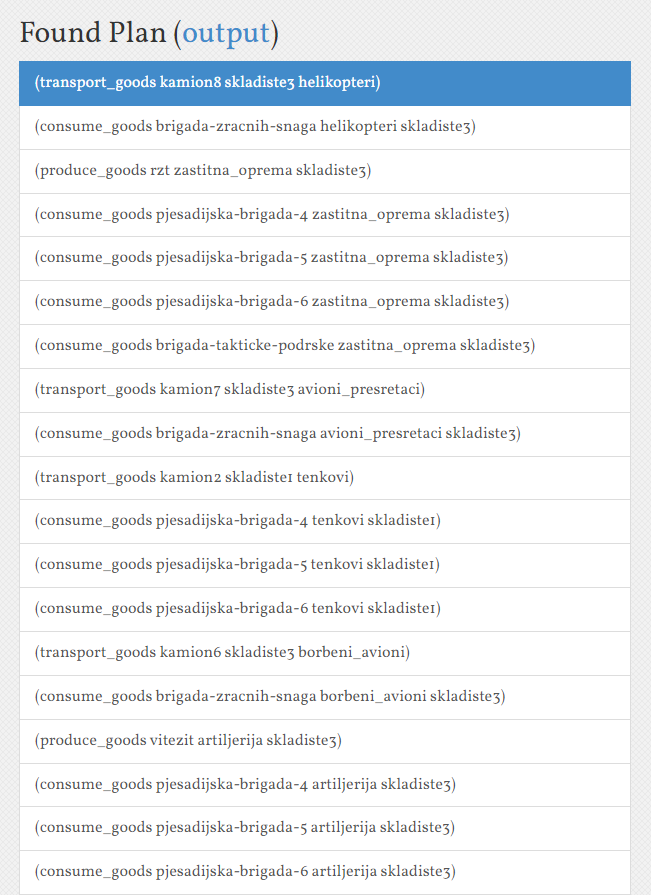 Found Plan (output)
(transport_goods kamion8 skladiste3 helikopteri)
(consume_goods brigada-zracnih-snaga helikopteri skladiste3)
(produce_goods rzt zastitna_oprema skladiste3)
(consume_goods pjesadijska-brigada-4 zastitna_oprema skladiste3)
(consume_goods pjesadijska-brigada-5 zastitna_oprema skladiste3)
(consume_goods pjesadijska-brigada-6 zastitna_oprema skladiste3)
(consume_goods brigada-takticke-podrske zastitna_oprema skladiste3)
(transport_goods kamion7 skladiste3 avioni_presretaci)
(consume_goods brigada-zracnih-snaga avioni_presretaci skladiste3)
(transport_goods kamion2 skladiste1 tenkovi)
(consume_goods pjesadijska-brigada-4 tenkovi skladiste1)
(consume_goods pjesadijska-brigada-5 tenkovi skladiste1)
(consume_goods pjesadijska-brigada-6 tenkovi skladiste1)
(transport_goods kamion6 skladiste3 borbeni_avioni)
(consume_goods brigada-zracnih-snaga borbeni_avioni skladiste3)
(produce_goods vitezit artiljerija skladiste3)
(consume_goods pjesadijska-brigada-4 artiljerija skladiste3)
(consume_goods pjesadijska-brigada-5 artiljerija skladiste3)
(consume_goods pjesadijska-brigada-6 artiljerija skladiste3)